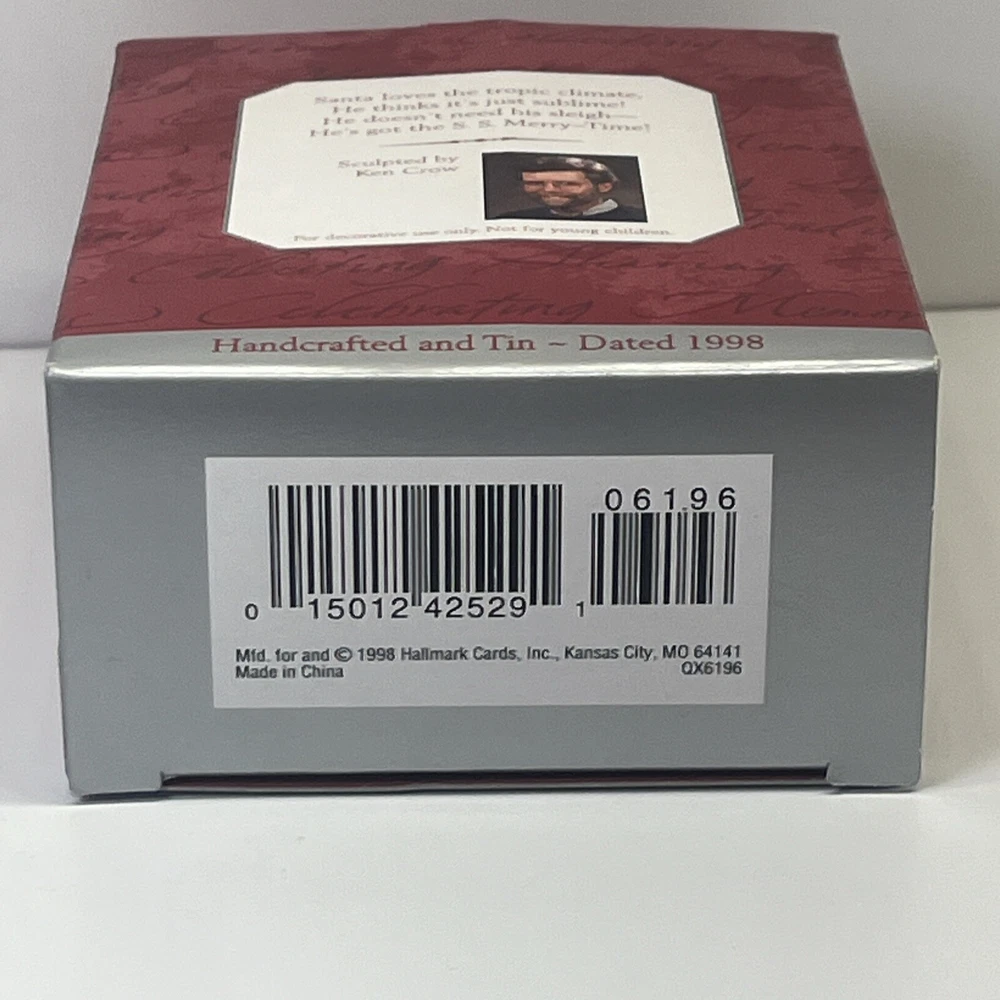 Santa loves the tropic climate,
He thinks it's just sublime!
He doesn't need his sleigh—
He's got the S. S. Merry—Time!
Sculpted by
Ken Crow
For decorative use only. Not for young children.
Celebrating Memor
Handcrafted and Tin ~ Dated 1998
06196
0 15012 42529 1
Mfd. for and © 1998 Hallmark Cards, Inc., Kansas City, MO 64141
Made in China QX6196